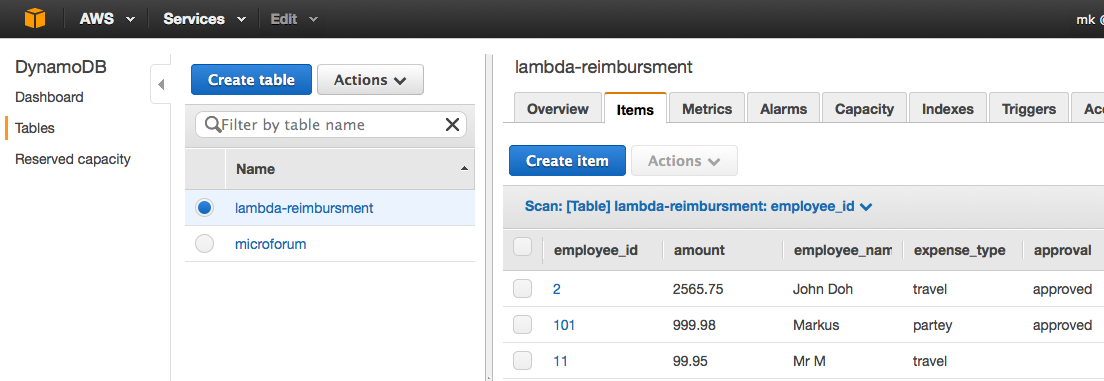 AWS Services Edit mk @
DynamoDB
Dashboard
Tables
Reserved capacity
Create table Actions
Filter by table name
Name
lambda-reimbursment
microforum
lambda-reimbursment
Overview Items Metrics Alarms Capacity Indexes Triggers Acc
Create item Actions
Scan: [Table] lambda-reimbursment: employee_id
employee_id amount employee_nam expense_type approval
2 2565.75 John Doh travel approved
101 999.98 Markus partey approved
11 99.95 Mr M travel